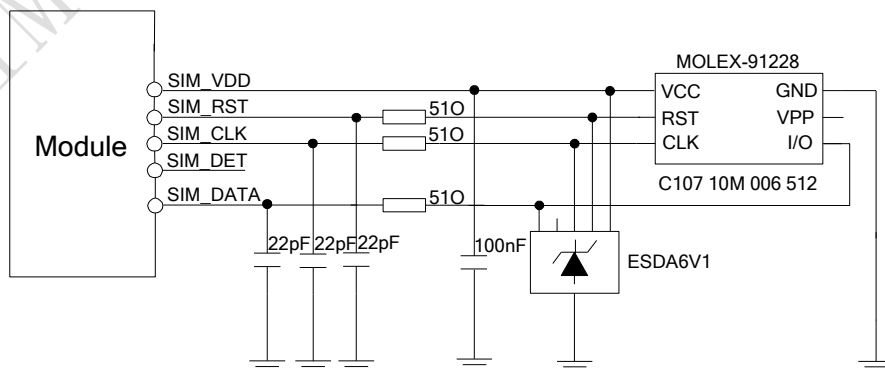 MOLEX-91228
SIM_VDD
VCC
GND
SIM_RST
51O
RST
VPP
SIM_CLK
51O
CLK
I/O
Module
SIM_DET
C107 10M 006 512
SIM_DATA
51O
22pF
22pF
22pF
100nF
ESDA6V1